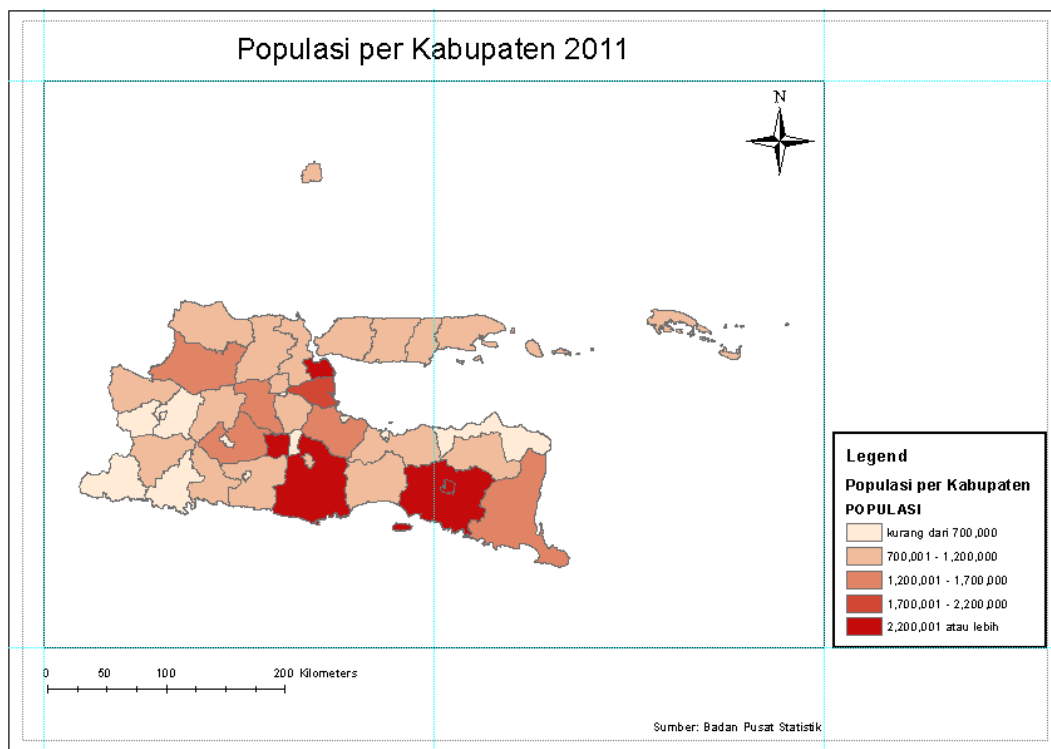 Populasi per Kabupaten 2011
N
Legend
Populasi per Kabupaten
POPULASI
kurang dari 700,000
700,001 - 1,200,000
1,200,001 - 1,700,000
1,700,001 - 2,200,000
2,200,001 atau lebih
0 50 100 200 Kilometers
Sumber: Badan Pusat Statistik